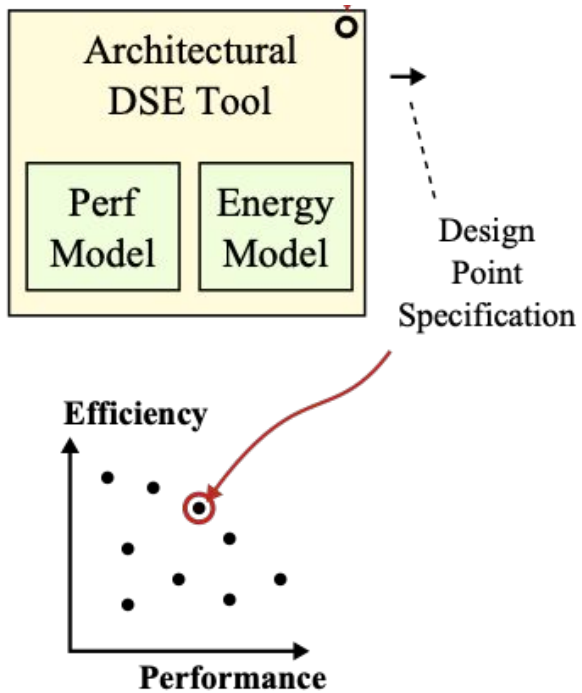 Architectural
DSE Tool
Perf
Model
Energy
Model
Design
Point
Specification
Efficiency
Performance